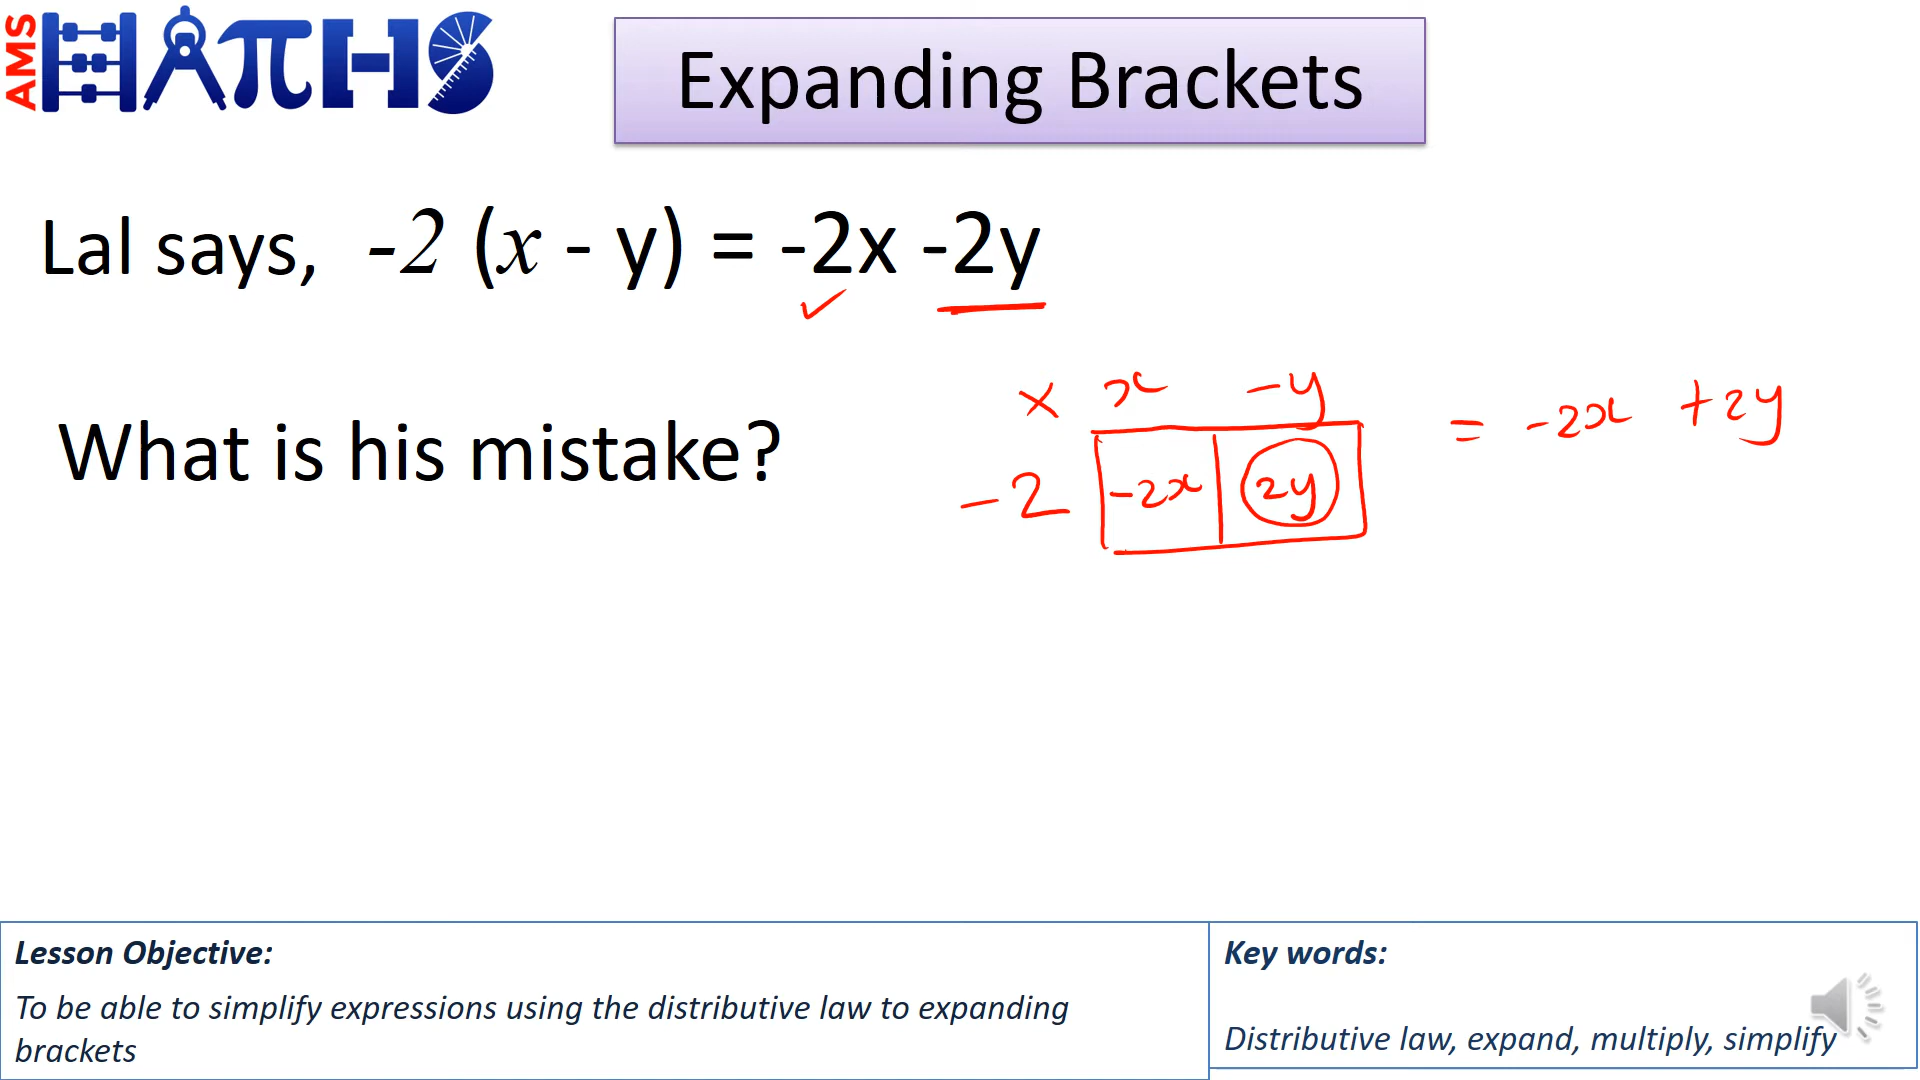 AMS MATHS
Expanding Brackets
Lal says, -2 (x - y) = -2x -2y
✓
What is his mistake?
× x -y
-2 -2x 2y
= -2x +2y
Lesson Objective:
To be able to simplify expressions using the distributive law to expanding
brackets
Key words:
Distributive law, expand, multiply, simplify